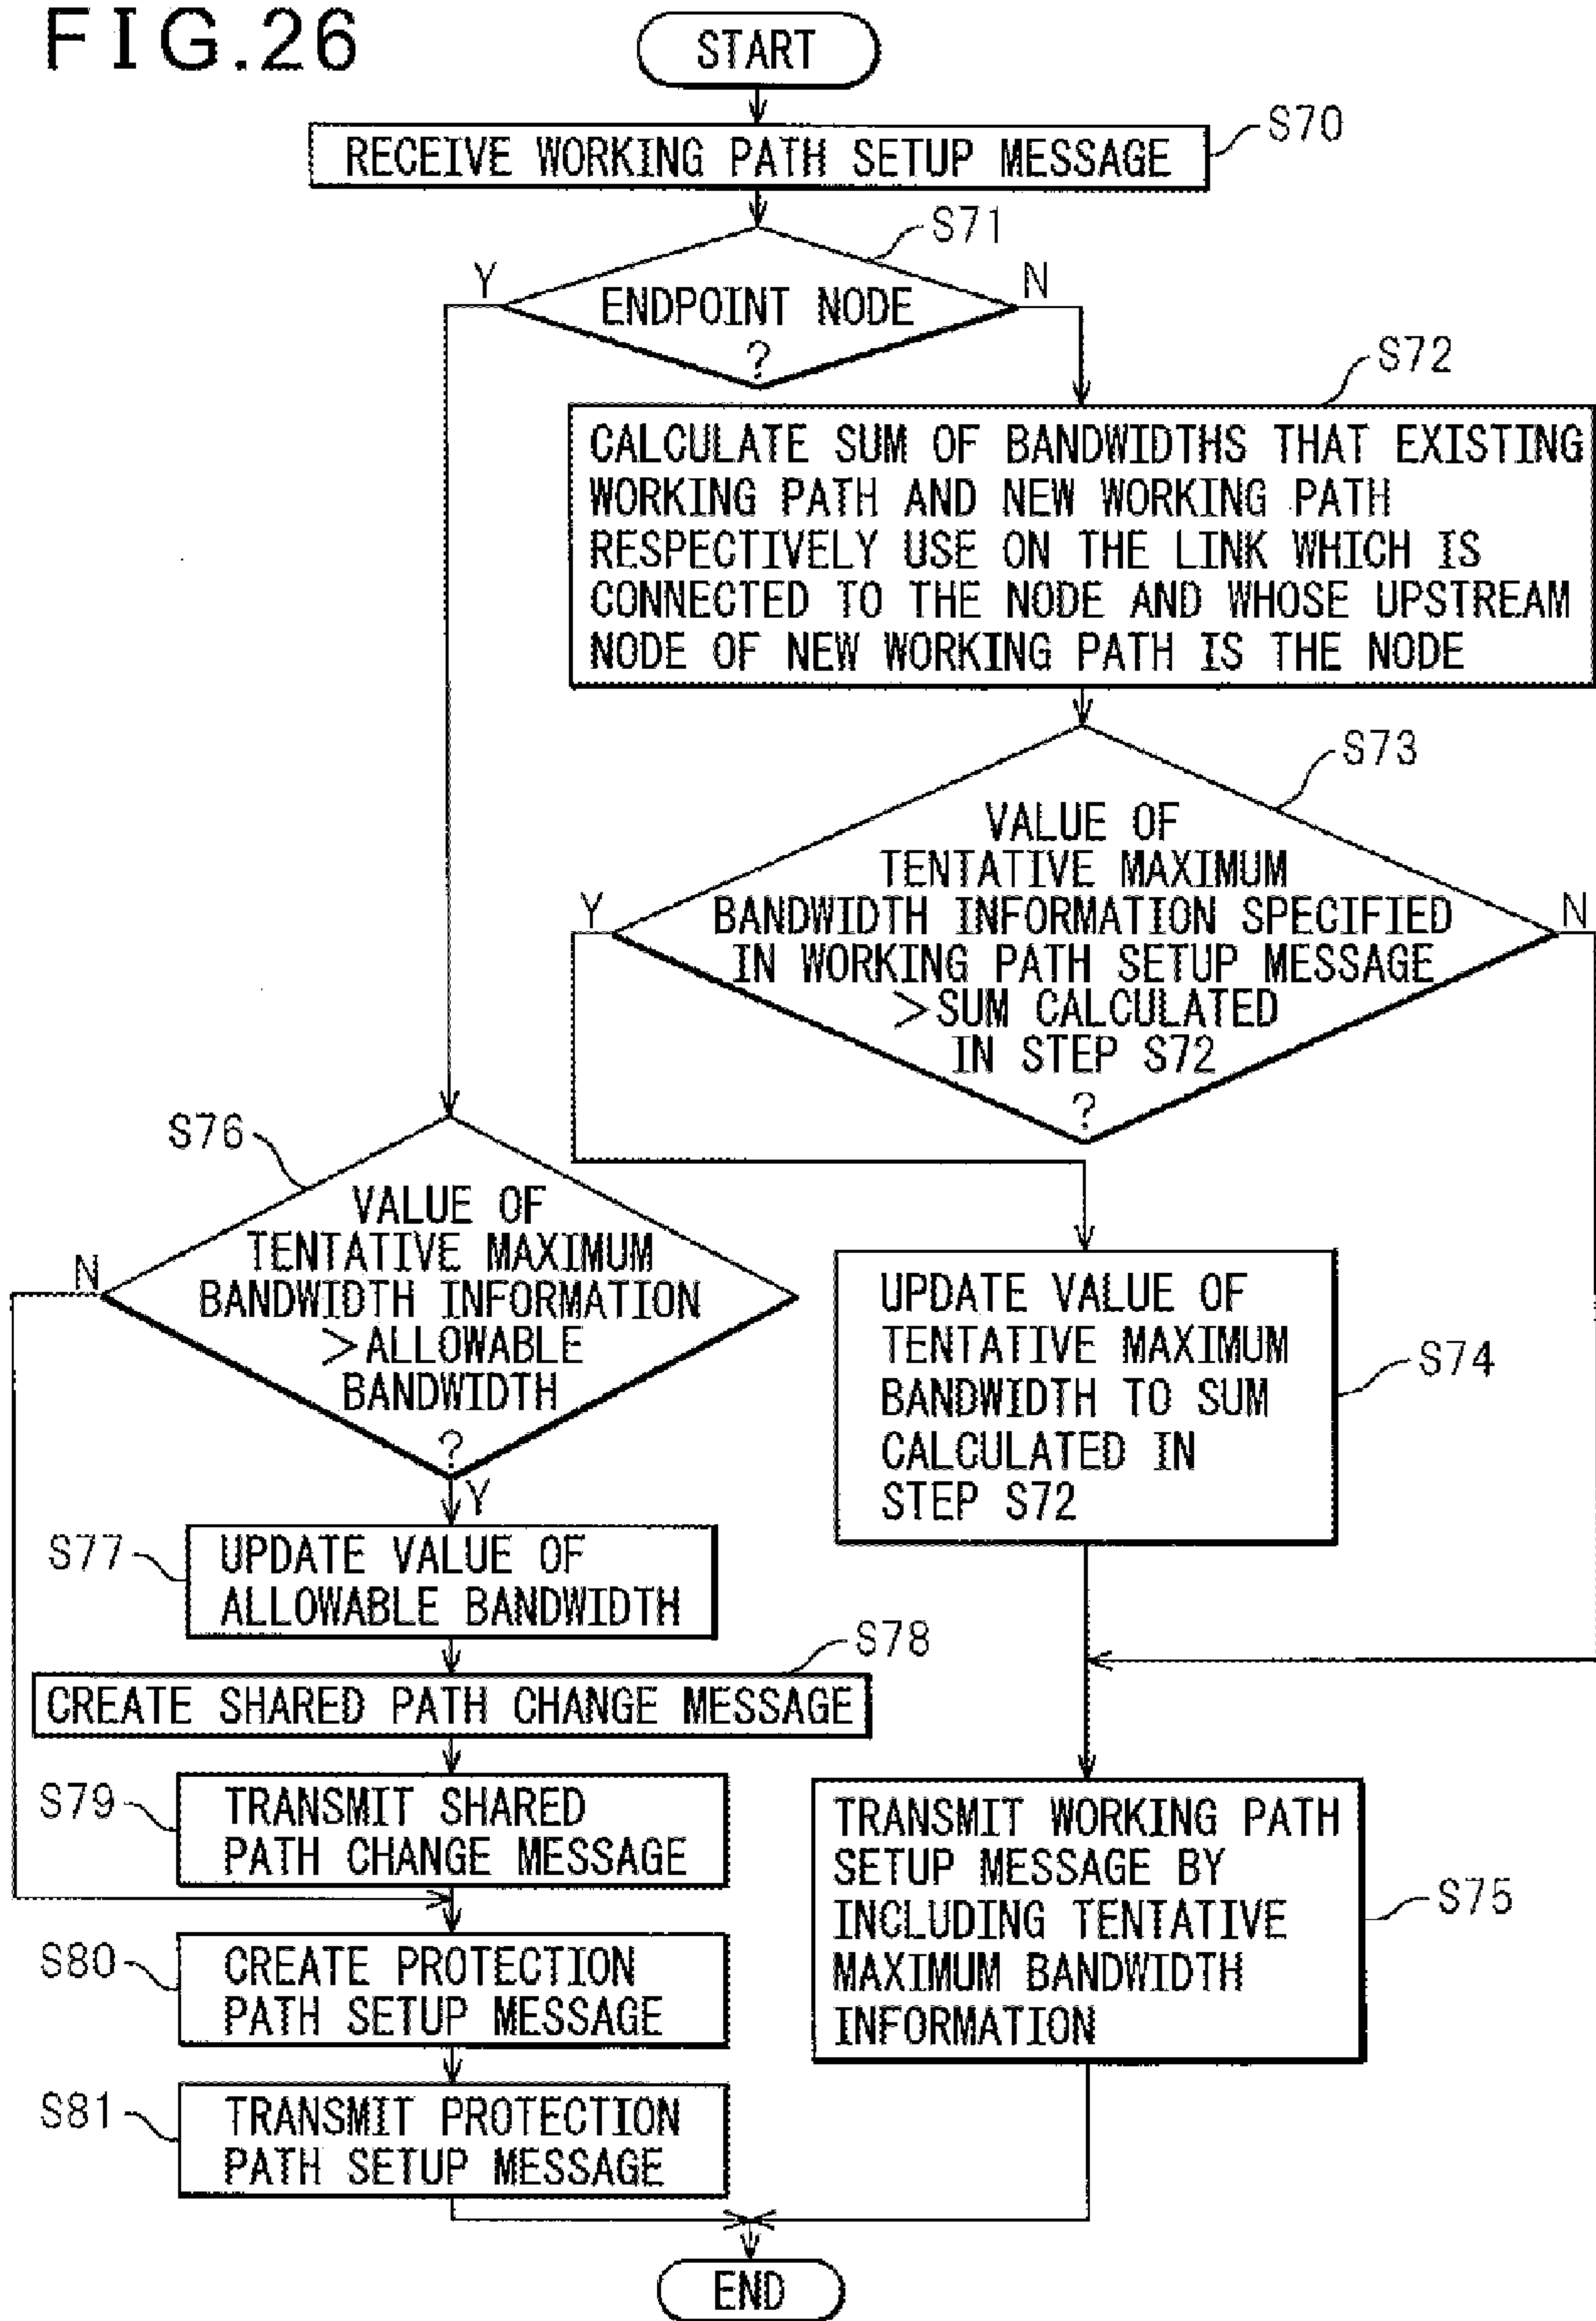 FIG.26
START
RECEIVE WORKING PATH SETUP MESSAGE
S70
S71
Y
N
ENDPOINT NODE
?
S72
CALCULATE SUM OF BANDWIDTHS THAT EXISTING
WORKING PATH AND NEW WORKING PATH
RESPECTIVELY USE ON THE LINK WHICH IS
CONNECTED TO THE NODE AND WHOSE UPSTREAM
NODE OF NEW WORKING PATH IS THE NODE
S73
VALUE OF
TENTATIVE MAXIMUM
BANDWIDTH INFORMATION SPECIFIED
IN WORKING PATH SETUP MESSAGE
>SUM CALCULATED
IN STEP S72
?
Y
N
S76
VALUE OF
TENTATIVE MAXIMUM
BANDWIDTH INFORMATION
>ALLOWABLE
BANDWIDTH
?
N
Y
UPDATE VALUE OF
TENTATIVE MAXIMUM
BANDWIDTH TO SUM
CALCULATED IN
STEP S72
S74
S77
UPDATE VALUE OF
ALLOWABLE BANDWIDTH
S78
CREATE SHARED PATH CHANGE MESSAGE
S79
TRANSMIT SHARED
PATH CHANGE MESSAGE
TRANSMIT WORKING PATH
SETUP MESSAGE BY
INCLUDING TENTATIVE
MAXIMUM BANDWIDTH
INFORMATION
S75
S80
CREATE PROTECTION
PATH SETUP MESSAGE
S81
TRANSMIT PROTECTION
PATH SETUP MESSAGE
END